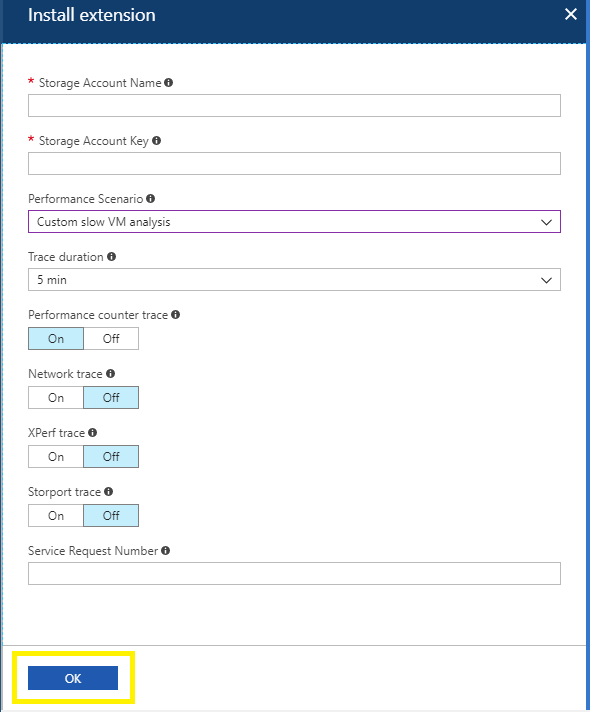 Install extension
* Storage Account Name
* Storage Account Key
Performance Scenario
Custom slow VM analysis
Trace duration
5 min
Performance counter trace
On Off
Network trace
On Off
XPerf trace
On Off
Storport trace
On Off
Service Request Number
OK